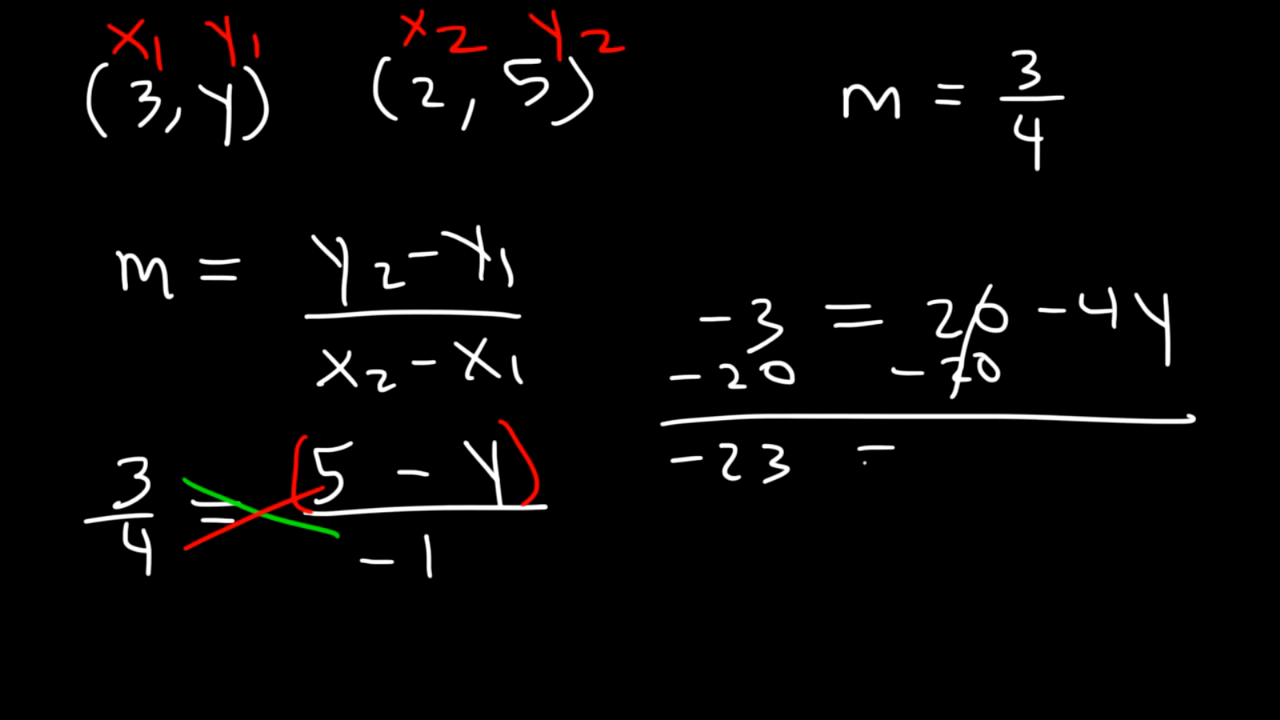 x₁ y₁ x₂ y₂
(3, y) (2, 5) m = 3/4
m = y₂ - y₁ / x₂ - x₁
-3 = 20 - 4y
-20 -20
-23 =
3/4 = (5 - y) / -1